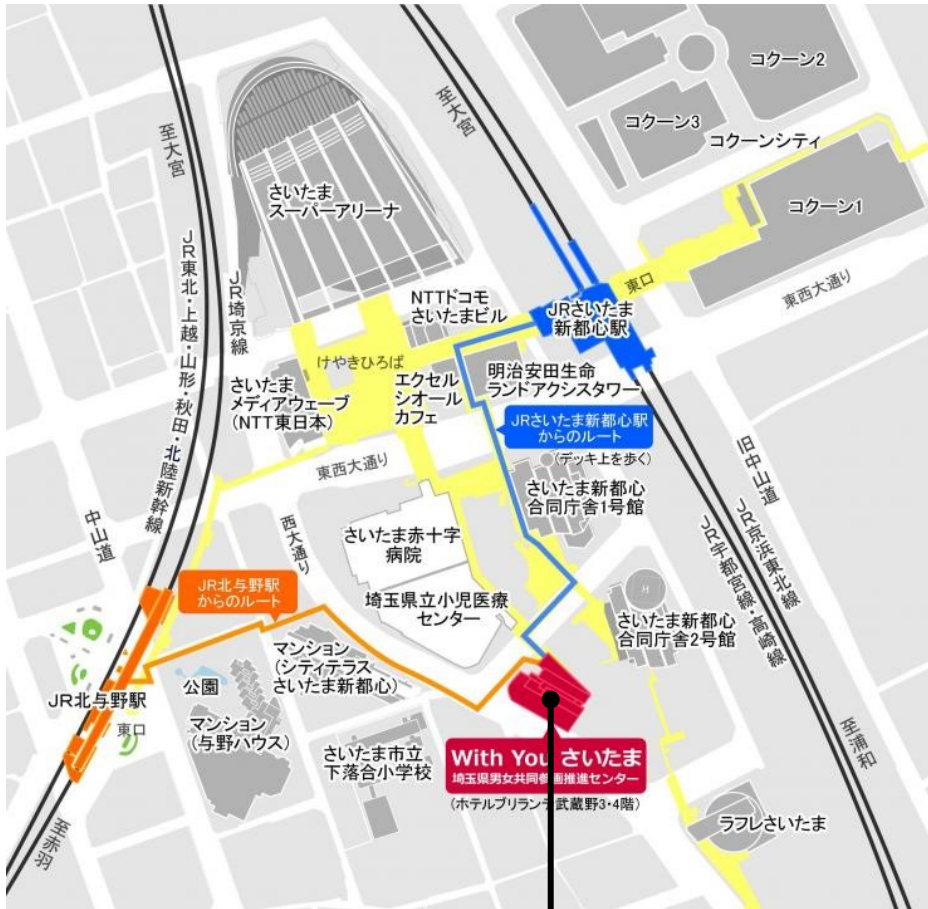 コクーン2
コクーン3
コクーンシティ
コクーン1
至大宮
至大宮
さいたま
スーパーアリーナ
JR東北・上越・山形・秋田・北陸新幹線
JR埼京線
東口
東西大通り
NTTドコモ
さいたまビル
JRさいたま
新都心駅
けやきひろば
さいたま
メディアウェーブ
(NTT東日本)
エクセル
シオール
カフェ
明治安田生命
ランドアクシスタワー
JRさいたま新都心駅
からのルート
(デッキ上を歩く)
東西大通り
さいたま新都心
合同庁舎1号館
旧中山道
JR京浜東北線
JR宇都宮線・高崎線
中山道
西大通り
さいたま赤十字
病院
JR北与野駅
からのルート
埼玉県立小児医療
センター
H
さいたま新都心
合同庁舎2号館
マンション
(シティテラス
さいたま新都心)
公園
JR北与野駅
東口
マンション
(与野ハウス)
さいたま市立
下落合小学校
With You さいたま
埼玉県男女共同参画推進センター
(ホテルブリランテ武蔵野3・4階)
至浦和
ラフレさいたま
至赤羽